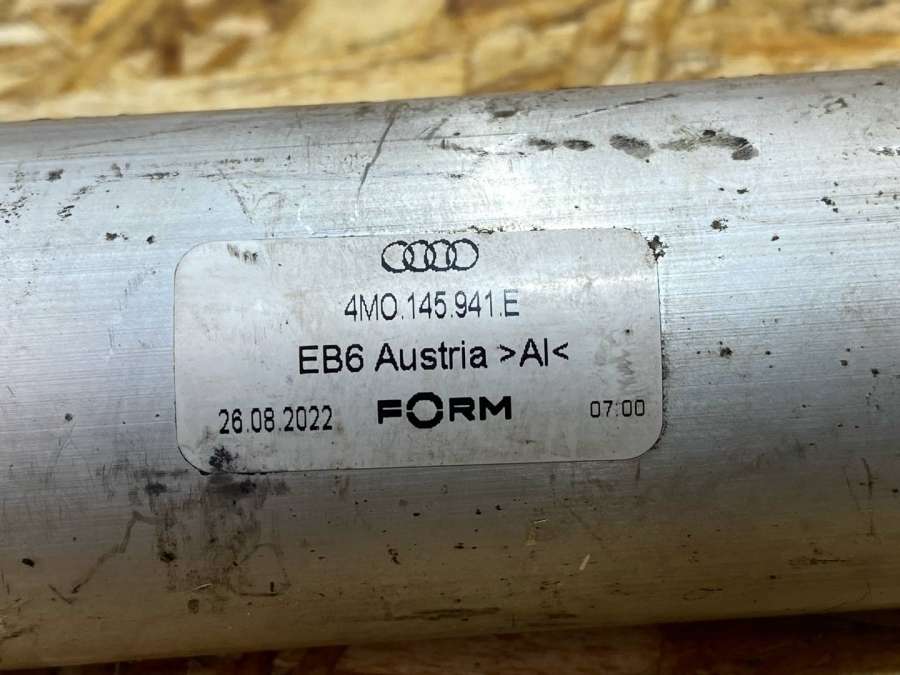 4M0.145.941.E
EB6 Austria >Al<
26.08.2022 FORM 07:00